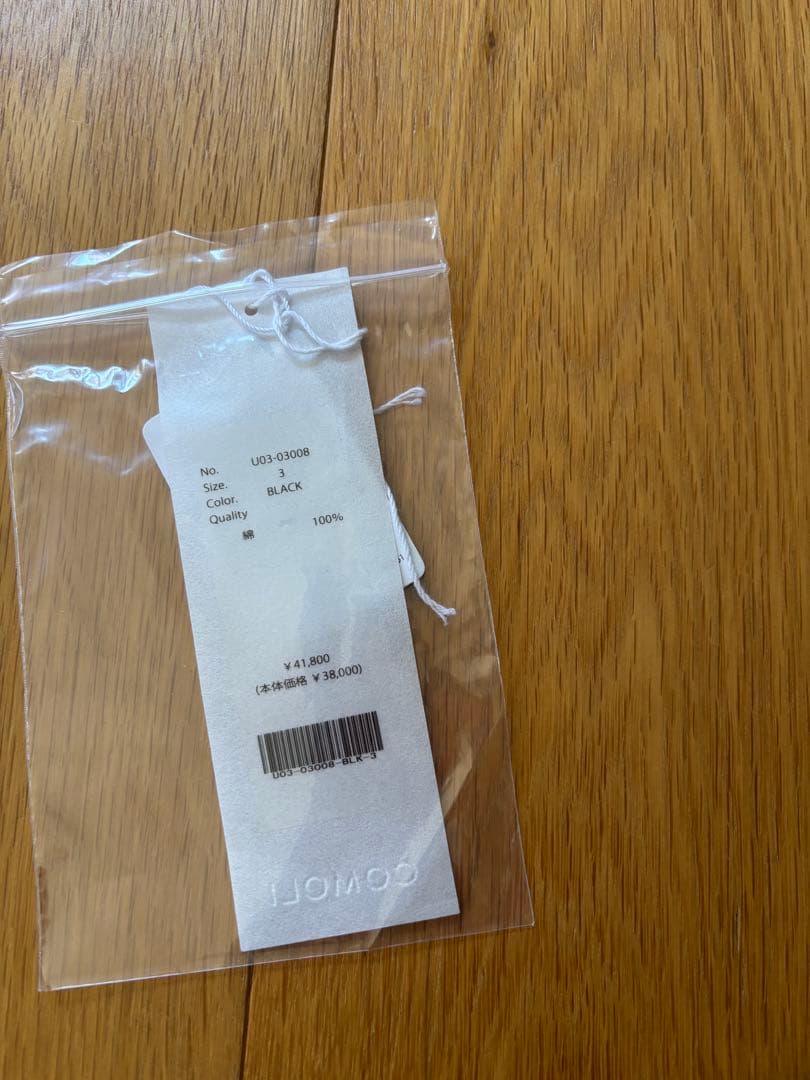 No. U03-03008
Size. 3
Color. BLACK
Quality
綿 100%
¥41,800
(本体価格 ¥38,000)
U03-03008-BLK-3
COMOLI